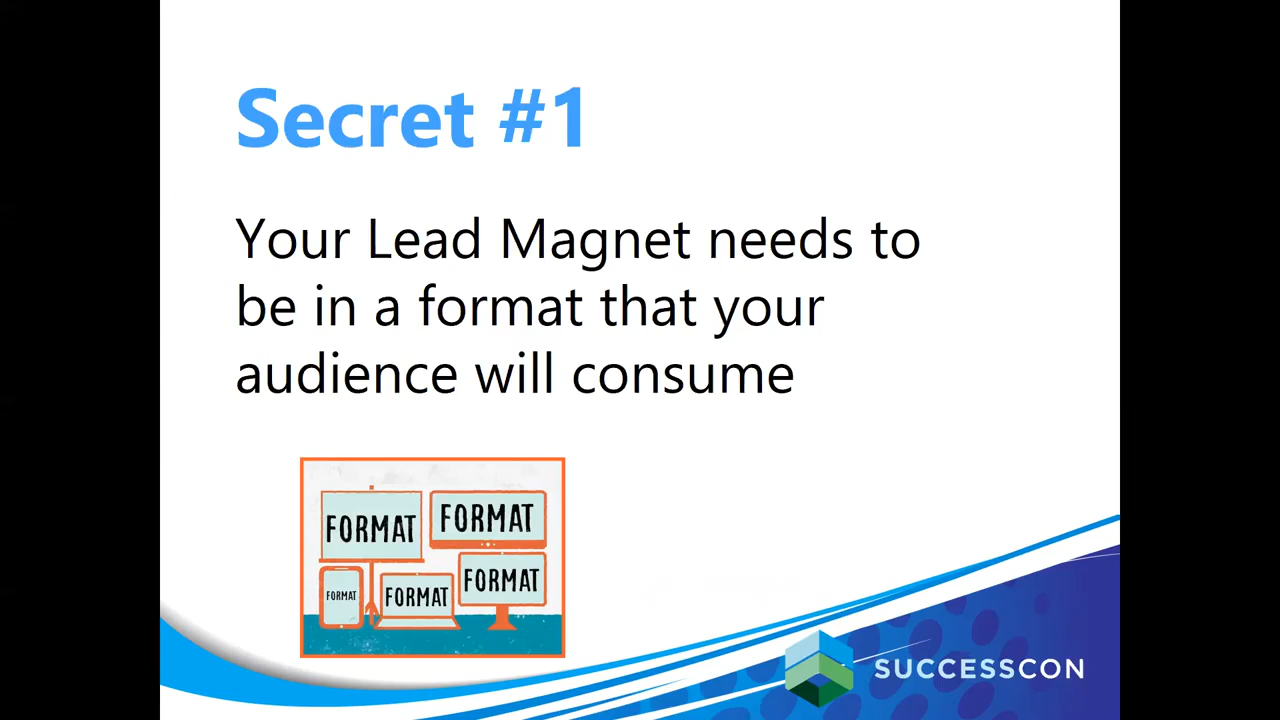 Secret #1
Your Lead Magnet needs to
be in a format that your
audience will consume
FORMAT
FORMAT
FORMAT
FORMAT
FORMAT
SUCCESSCON